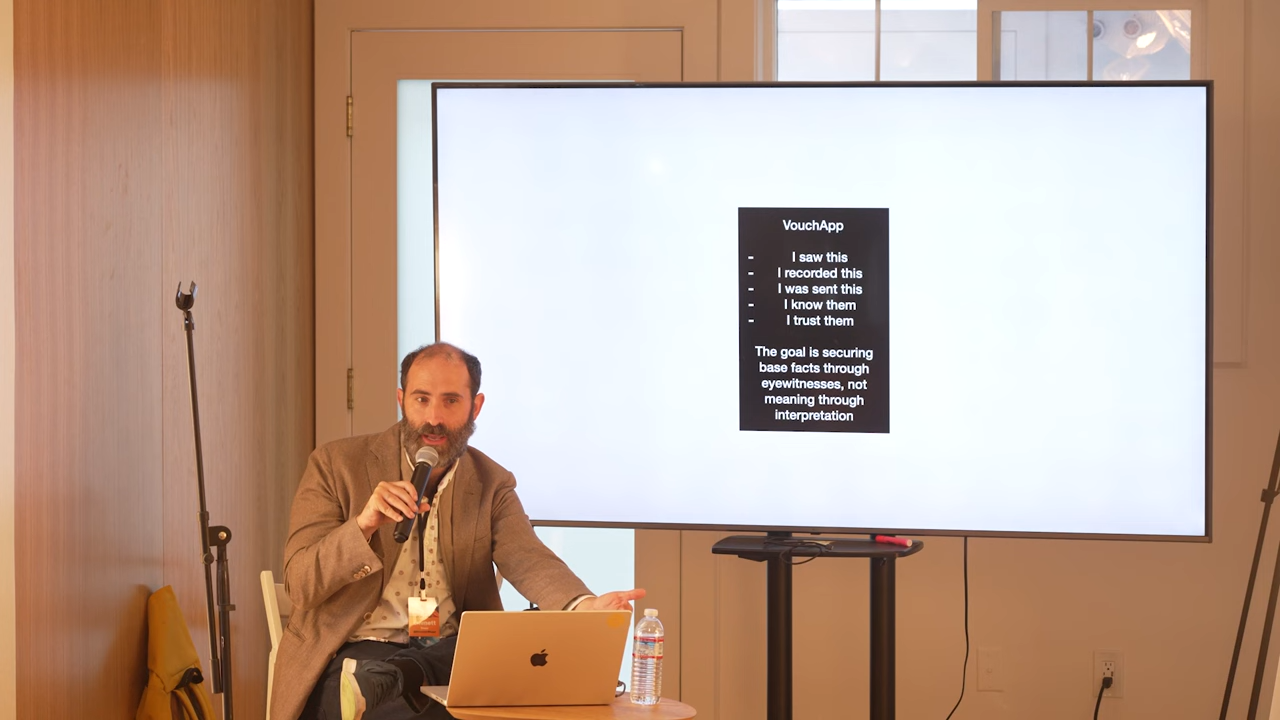 VouchApp
- I saw this
- I recorded this
- I was sent this
- I know them
- I trust them
The goal is securing
base facts through
eyewitnesses, not
meaning through
interpretation